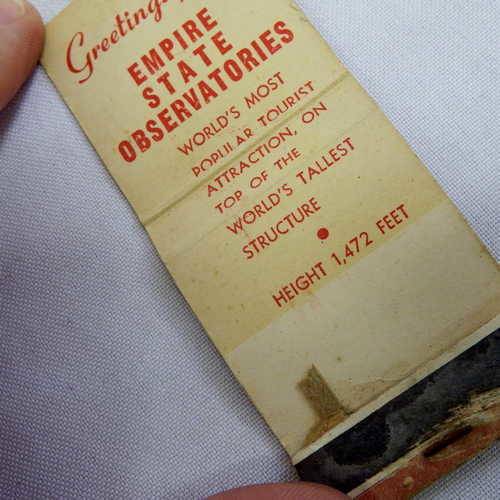 Greetings
EMPIRE
STATE
OBSERVATORIES
WORLD'S MOST
POPULAR TOURIST
ATTRACTION, ON
TOP OF THE
WORLD'S TALLEST
STRUCTURE
HEIGHT 1,472 FEET